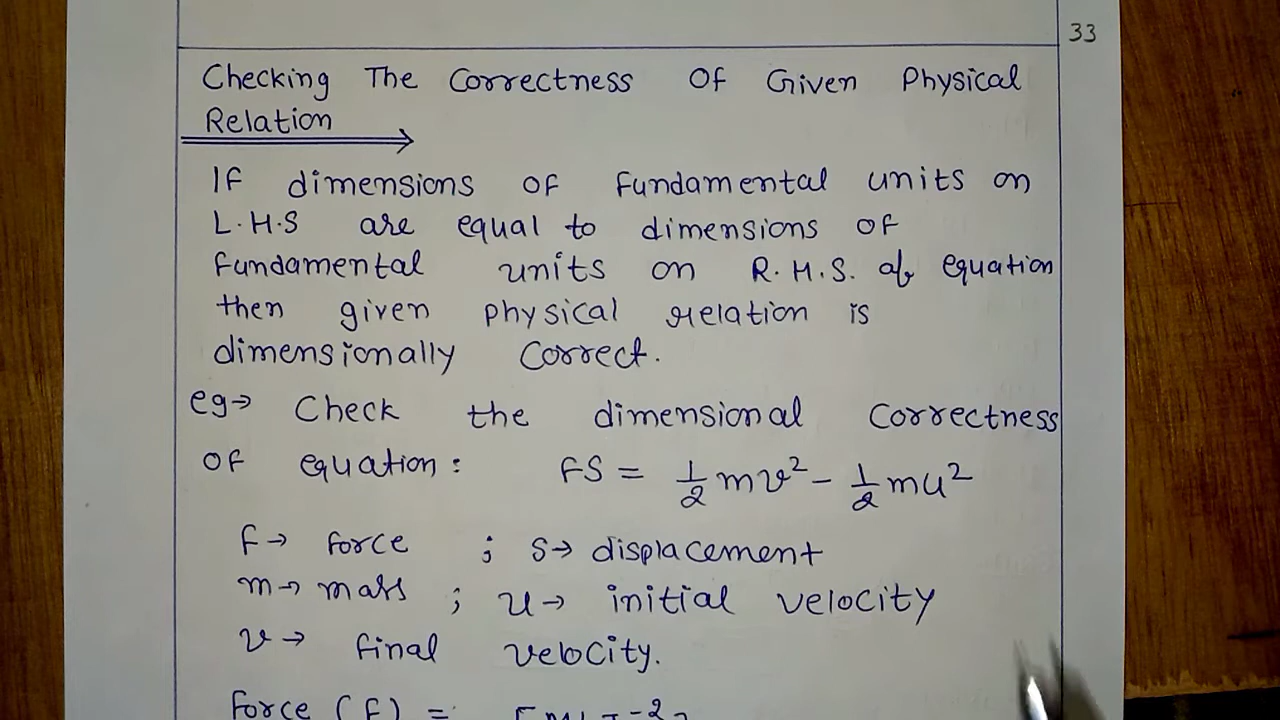 33
Checking The Correctness Of Given Physical
Relation
If dimensions of fundamental units on
L.H.S are equal to dimensions of
fundamental units on R.H.S. of equation
then given physical relation is
dimensionally correct.
eg→ Check the dimensional correctness
of equation: FS = 1/2 mv² - 1/2 mu²
F→ force ; S→ displacement
m→ mass ; u→ initial velocity
v→ final velocity.
Force (F) =